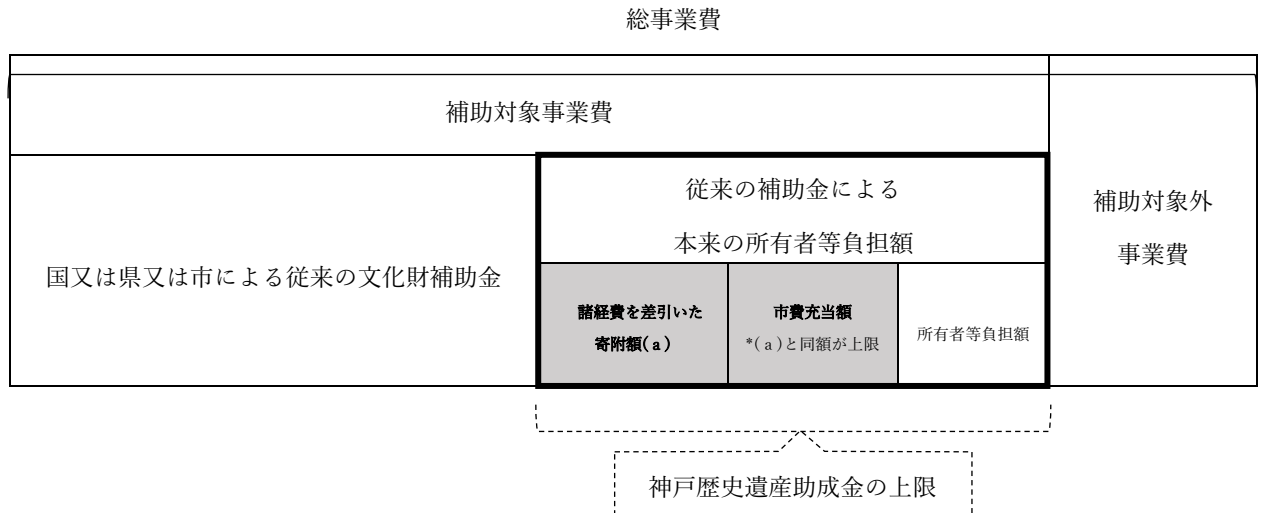 総事業費
補助対象事業費
従来の補助金による
本来の所有者等負担額
補助対象外
事業費
国又は県又は市による従来の文化財補助金
諸経費を差引いた
寄附額(a)
市費充当額
*(a)と同額が上限
所有者等負担額
神戸歴史遺産助成金の上限